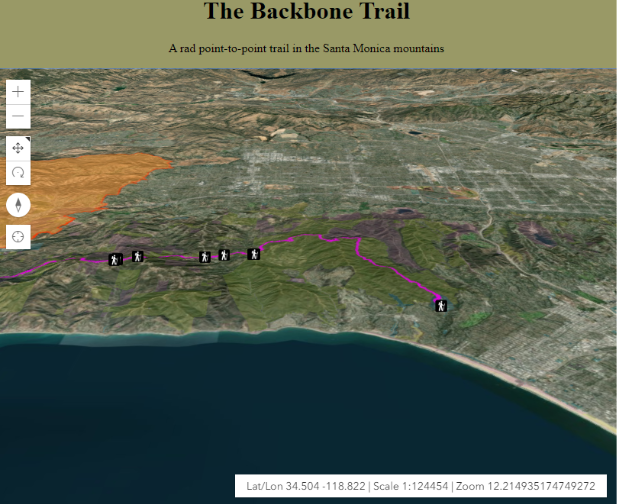 The Backbone Trail
A rad point-to-point trail in the Santa Monica mountains
Lat/Lon 34.504 -118.822 | Scale 1:124454 | Zoom 12.214935174749272